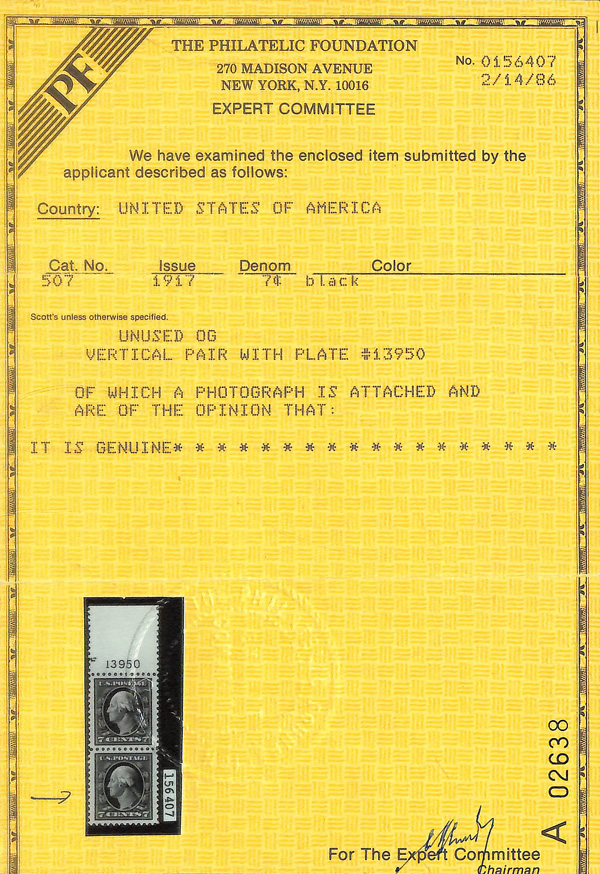 PF
THE PHILATELIC FOUNDATION
270 MADISON AVENUE
NEW YORK, N.Y. 10016
EXPERT COMMITTEE
No. 0156407
2/14/86
We have examined the enclosed item submitted by the
applicant described as follows:
Country: UNITED STATES OF AMERICA
Cat. No. Issue Denom Color
507 1917 7¢ black
Scott's unless otherwise specified.
UNUSED OG
VERTICAL PAIR WITH PLATE #13950
OF WHICH A PHOTOGRAPH IS ATTACHED AND
ARE OF THE OPINION THAT:
IT IS GENUINE* * * * * * * * * * * * * * * * * *
13950
U.S. POSTAGE
7 CENTS 7
U.S. POSTAGE
7 CENTS 7
156407
A 02638
For The Expert Committee
Chairman